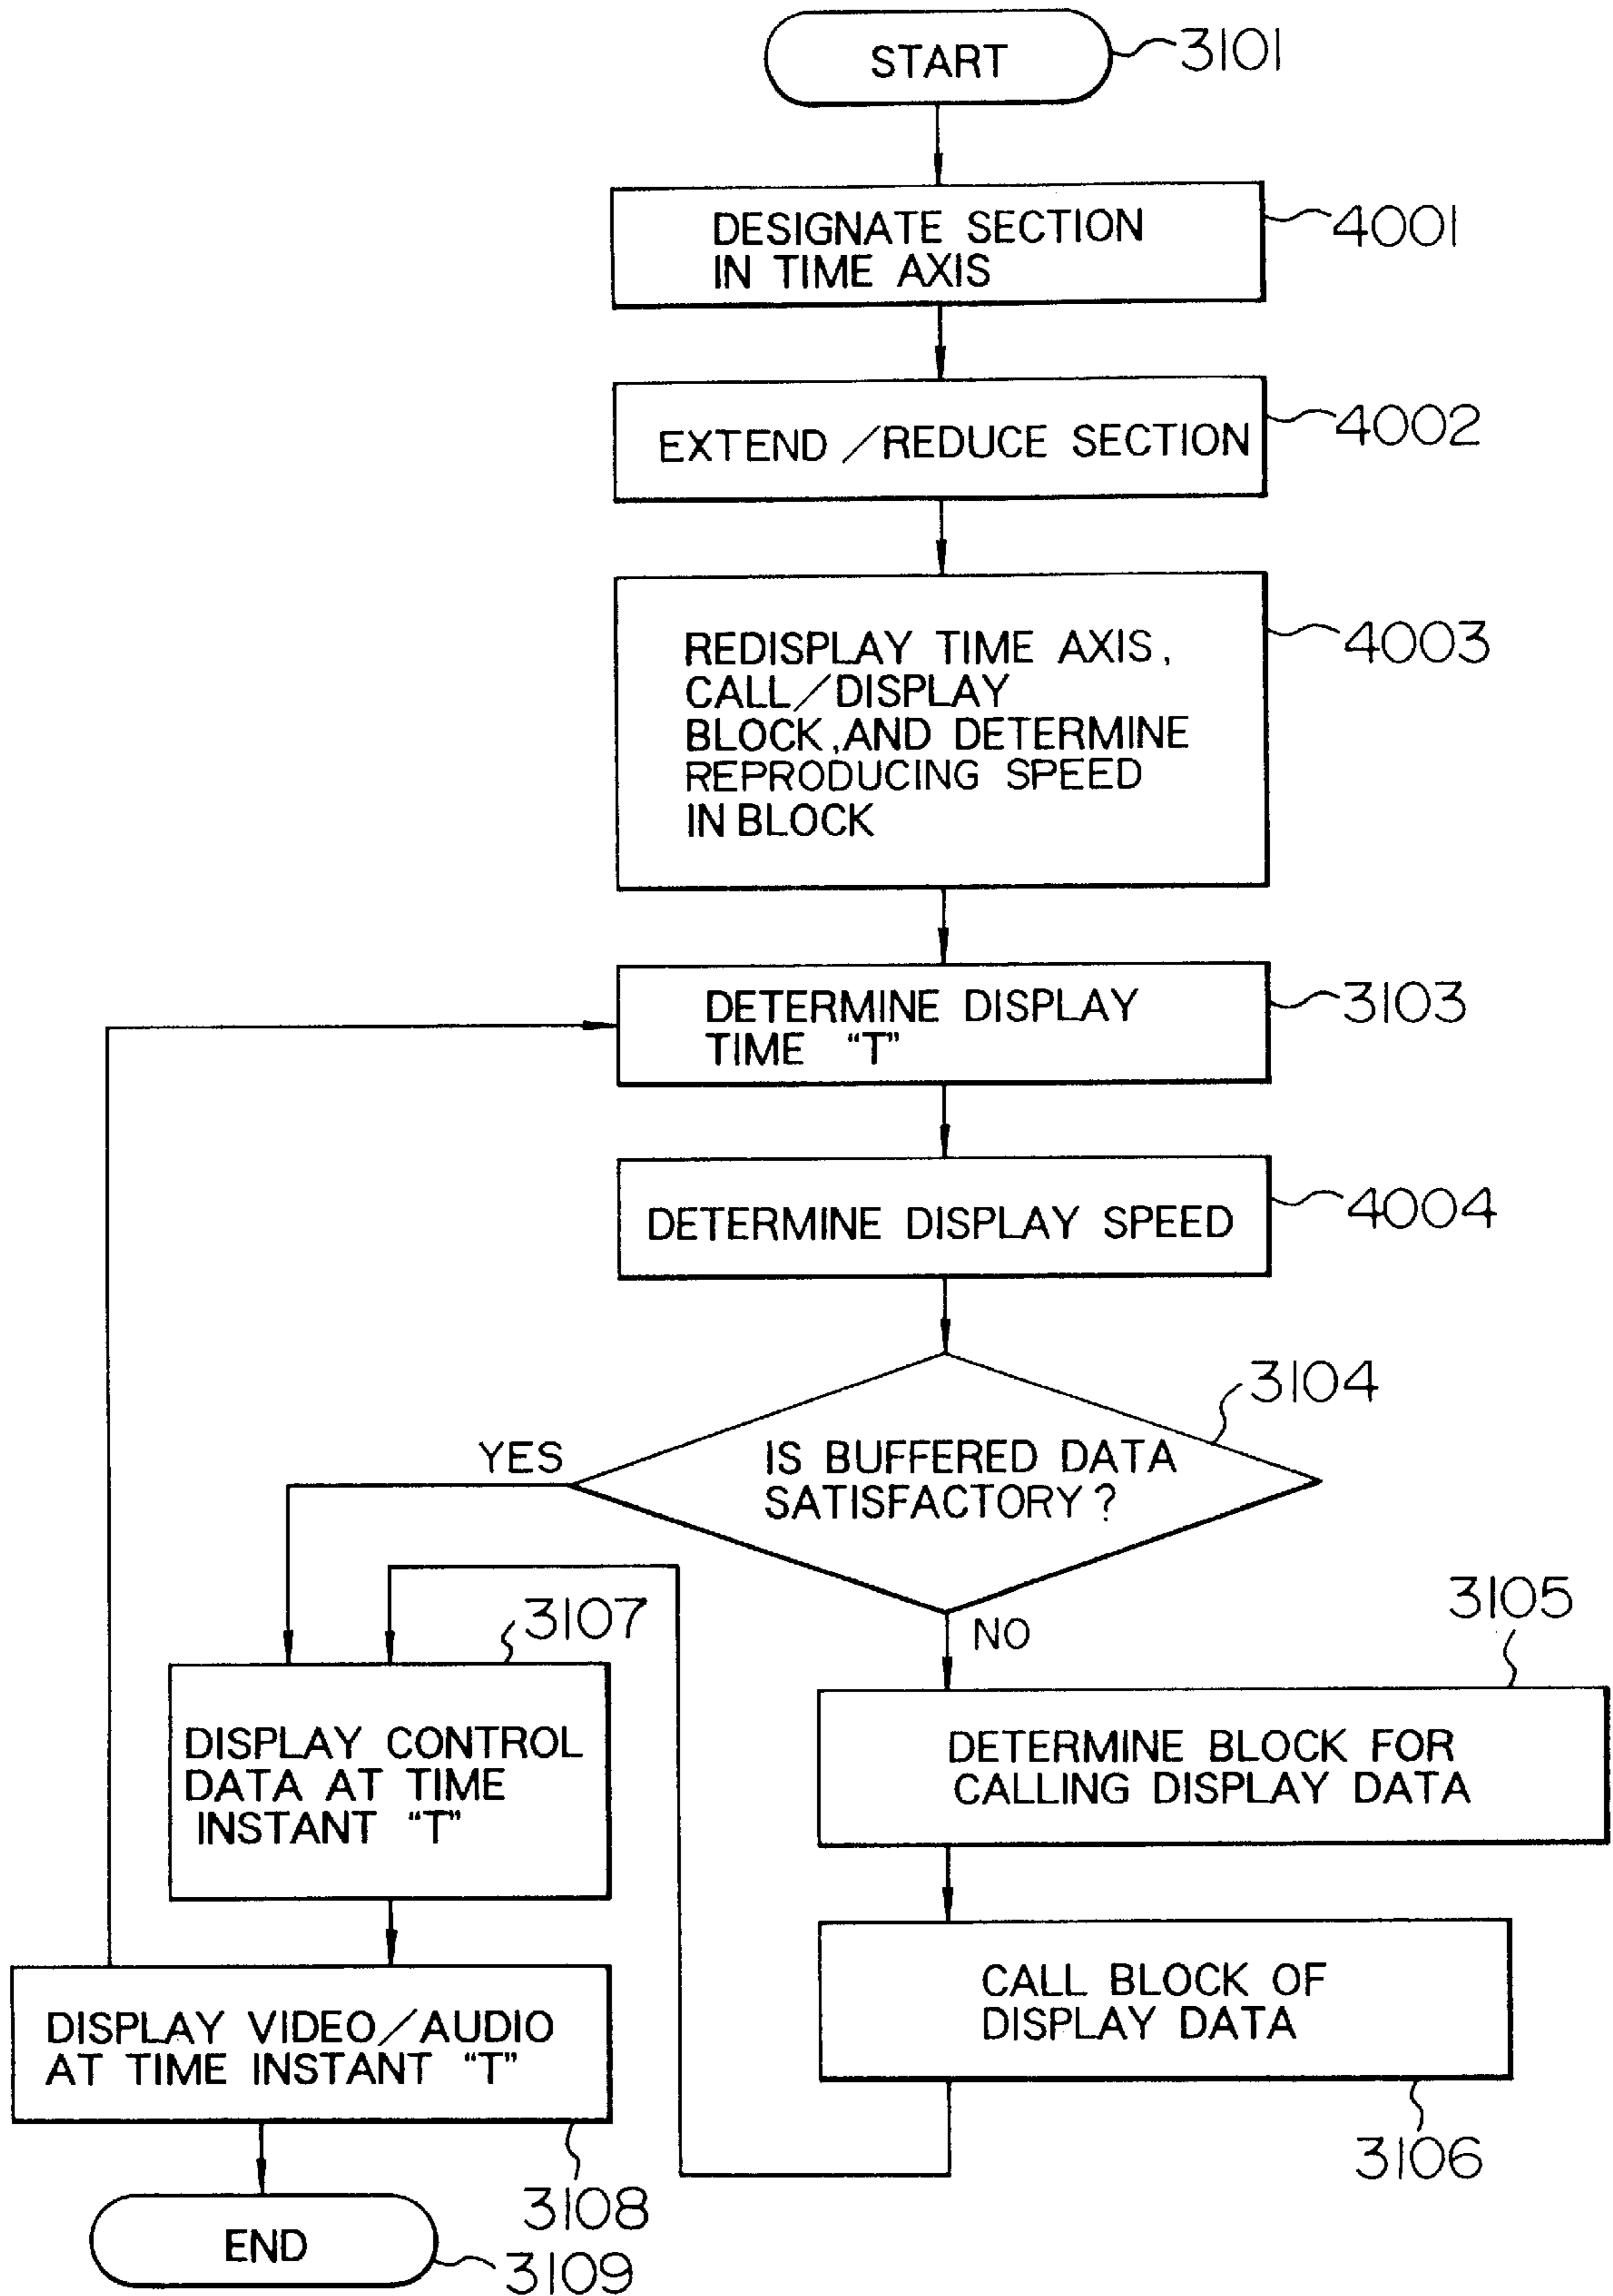 START
3101
DESIGNATE SECTION
IN TIME AXIS
4001
EXTEND /REDUCE SECTION
4002
REDISPLAY TIME AXIS,
CALL/DISPLAY
BLOCK, AND DETERMINE
REPRODUCING SPEED
IN BLOCK
4003
DETERMINE DISPLAY
TIME "T"
3103
DETERMINE DISPLAY SPEED
4004
IS BUFFERED DATA
SATISFACTORY?
3104
YES
NO
3107
DISPLAY CONTROL
DATA AT TIME
INSTANT "T"
3105
DETERMINE BLOCK FOR
CALLING DISPLAY DATA
CALL BLOCK OF
DISPLAY DATA
3106
DISPLAY VIDEO/AUDIO
AT TIME INSTANT "T"
3108
END
3109